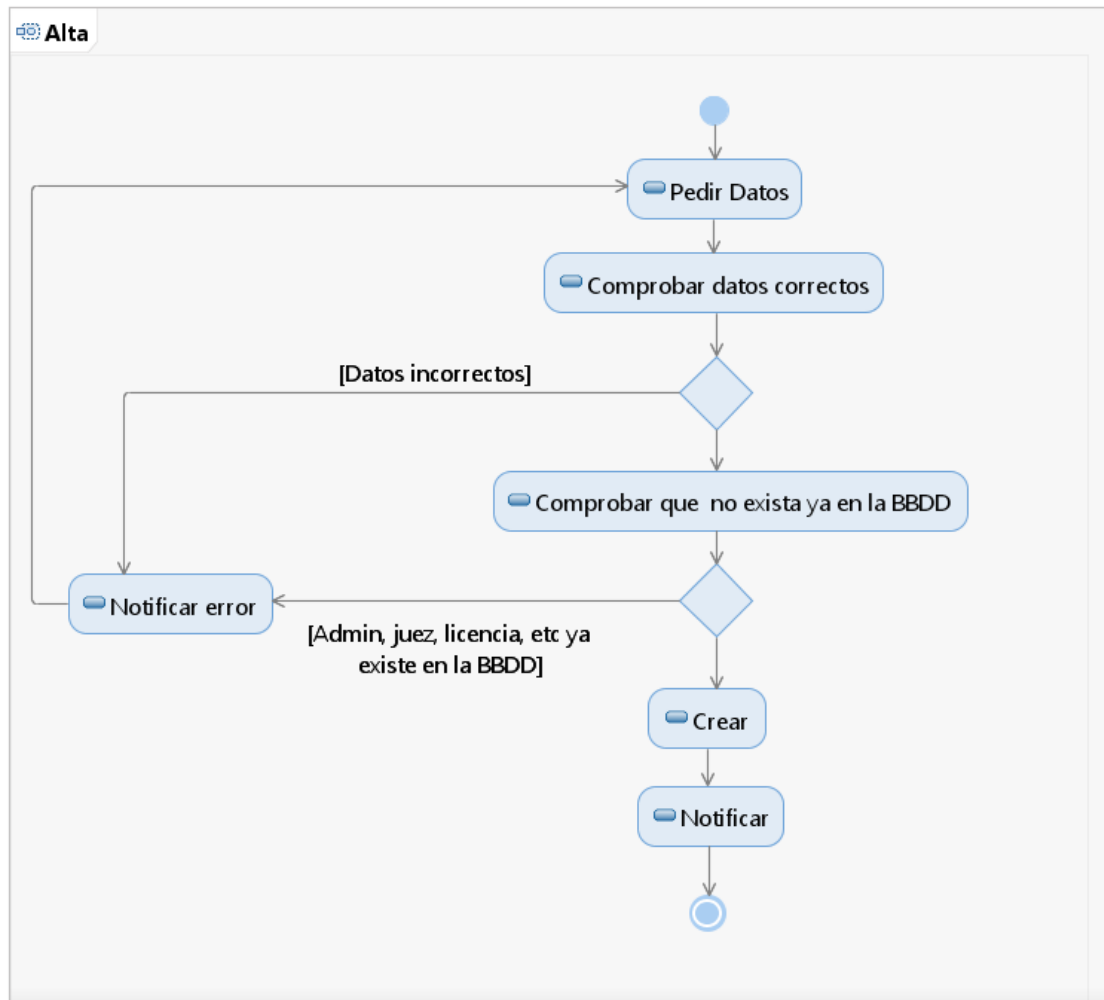 Alta
Pedir Datos
Comprobar datos correctos
[Datos incorrectos]
Comprobar que no exista ya en la BBDD
Notificar error
[Admin, juez, licencia, etc ya
existe en la BBDD]
Crear
Notificar